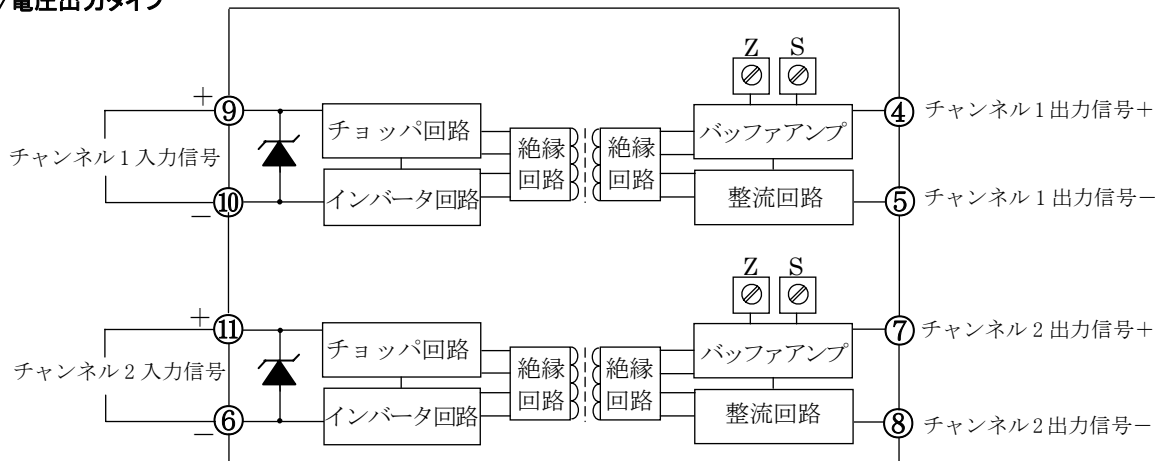 電圧出力タイプ
Z S
+ ⑨ チョッパ回路 絶縁回路 絶縁回路 バッファアンプ ④ チャンネル1出力信号+
チャンネル1入力信号
− ⑩ インバータ回路 整流回路 ⑤ チャンネル1出力信号−
Z S
+ ⑪ チョッパ回路 絶縁回路 絶縁回路 バッファアンプ ⑦ チャンネル2出力信号+
チャンネル2入力信号
− ⑥ インバータ回路 整流回路 ⑧ チャンネル2出力信号−